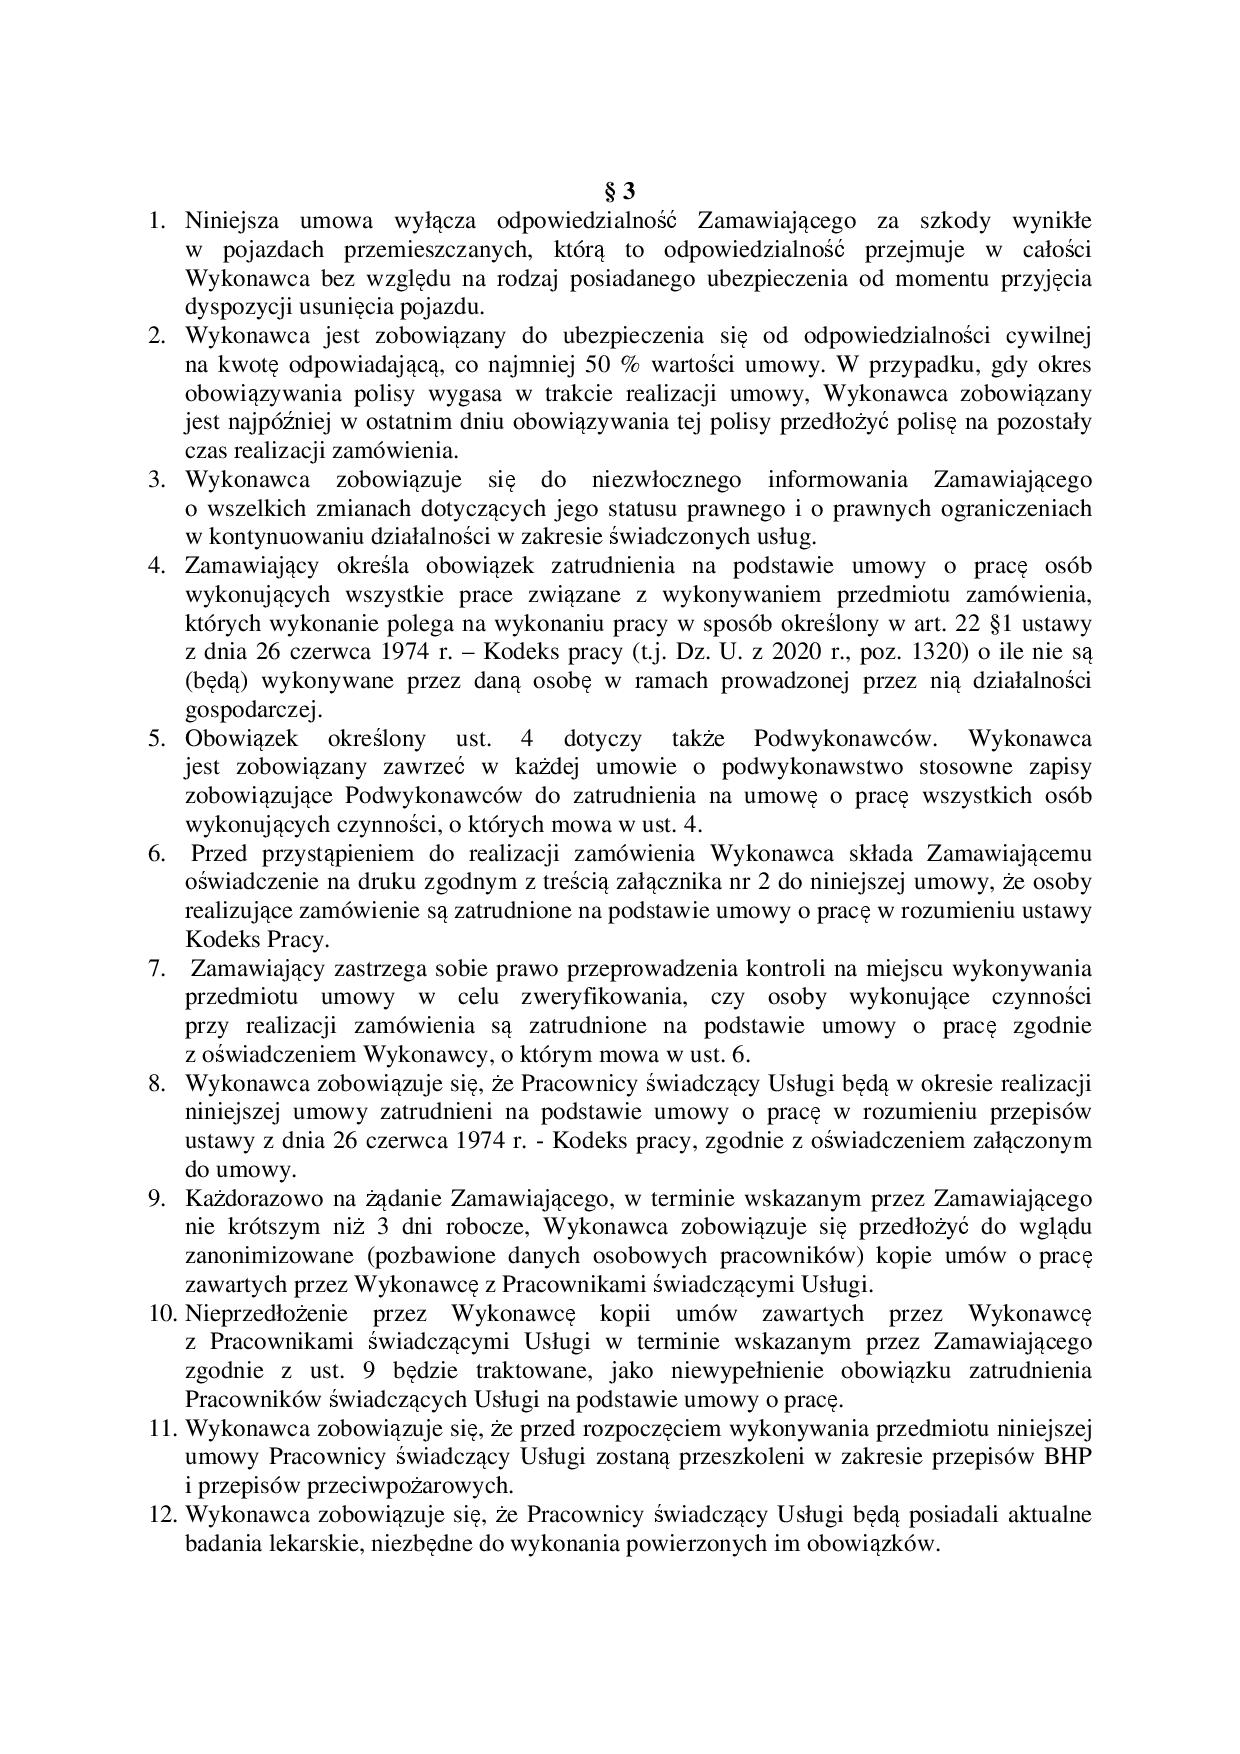 § 3
1. Niniejsza umowa wyłącza odpowiedzialność Zamawiającego za szkody wynikłe
w pojazdach przemieszczanych, którą to odpowiedzialność przejmuje w całości
Wykonawca bez względu na rodzaj posiadanego ubezpieczenia od momentu przyjęcia
dyspozycji usunięcia pojazdu.
2. Wykonawca jest zobowiązany do ubezpieczenia się od odpowiedzialności cywilnej
na kwotę odpowiadającą, co najmniej 50 % wartości umowy. W przypadku, gdy okres
obowiązywania polisy wygasa w trakcie realizacji umowy, Wykonawca zobowiązany
jest najpóźniej w ostatnim dniu obowiązywania tej polisy przedłożyć polisę na pozostały
czas realizacji zamówienia.
3. Wykonawca zobowiązuje się do niezwłocznego informowania Zamawiającego
o wszelkich zmianach dotyczących jego statusu prawnego i o prawnych ograniczeniach
w kontynuowaniu działalności w zakresie świadczonych usług.
4. Zamawiający określa obowiązek zatrudnienia na podstawie umowy o pracę osób
wykonujących wszystkie prace związane z wykonywaniem przedmiotu zamówienia,
których wykonanie polega na wykonaniu pracy w sposób określony w art. 22 §1 ustawy
z dnia 26 czerwca 1974 r. – Kodeks pracy (t.j. Dz. U. z 2020 r., poz. 1320) o ile nie są
(będą) wykonywane przez daną osobę w ramach prowadzonej przez nią działalności
gospodarczej.
5. Obowiązek określony ust. 4 dotyczy także Podwykonawców. Wykonawca
jest zobowiązany zawrzeć w każdej umowie o podwykonawstwo stosowne zapisy
zobowiązujące Podwykonawców do zatrudnienia na umowę o pracę wszystkich osób
wykonujących czynności, o których mowa w ust. 4.
6. Przed przystąpieniem do realizacji zamówienia Wykonawca składa Zamawiającemu
oświadczenie na druku zgodnym z treścią załącznika nr 2 do niniejszej umowy, że osoby
realizujące zamówienie są zatrudnione na podstawie umowy o pracę w rozumieniu ustawy
Kodeks Pracy.
7. Zamawiający zastrzega sobie prawo przeprowadzenia kontroli na miejscu wykonywania
przedmiotu umowy w celu zweryfikowania, czy osoby wykonujące czynności
przy realizacji zamówienia są zatrudnione na podstawie umowy o pracę zgodnie
z oświadczeniem Wykonawcy, o którym mowa w ust. 6.
8. Wykonawca zobowiązuje się, że Pracownicy świadczący Usługi będą w okresie realizacji
niniejszej umowy zatrudnieni na podstawie umowy o pracę w rozumieniu przepisów
ustawy z dnia 26 czerwca 1974 r. - Kodeks pracy, zgodnie z oświadczeniem załączonym
do umowy.
9. Każdorazowo na żądanie Zamawiającego, w terminie wskazanym przez Zamawiającego
nie krótszym niż 3 dni robocze, Wykonawca zobowiązuje się przedłożyć do wglądu
zanonimizowane (pozbawione danych osobowych pracowników) kopie umów o pracę
zawartych przez Wykonawcę z Pracownikami świadczącymi Usługi.
10. Nieprzedłożenie przez Wykonawcę kopii umów zawartych przez Wykonawcę
z Pracownikami świadczącymi Usługi w terminie wskazanym przez Zamawiającego
zgodnie z ust. 9 będzie traktowane, jako niewypełnienie obowiązku zatrudnienia
Pracowników świadczących Usługi na podstawie umowy o pracę.
11. Wykonawca zobowiązuje się, że przed rozpoczęciem wykonywania przedmiotu niniejszej
umowy Pracownicy świadczący Usługi zostaną przeszkoleni w zakresie przepisów BHP
i przepisów przeciwpożarowych.
12. Wykonawca zobowiązuje się, że Pracownicy świadczący Usługi będą posiadali aktualne
badania lekarskie, niezbędne do wykonania powierzonych im obowiązków.